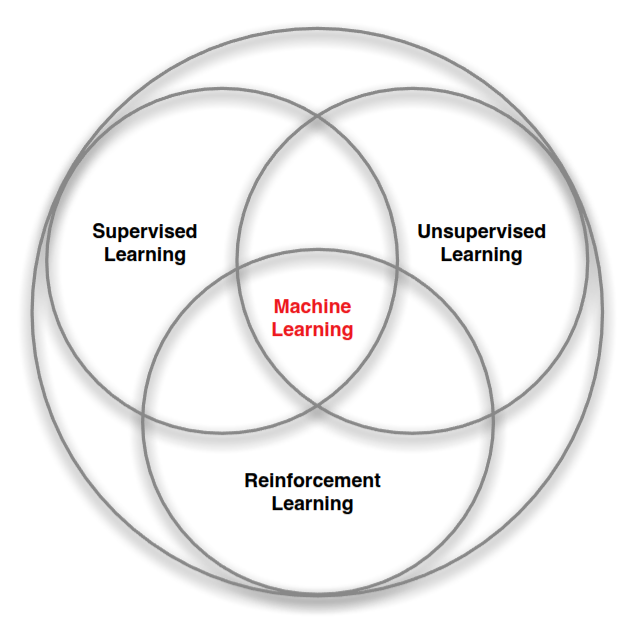 Supervised
Learning
Unsupervised
Learning
Machine
Learning
Reinforcement
Learning